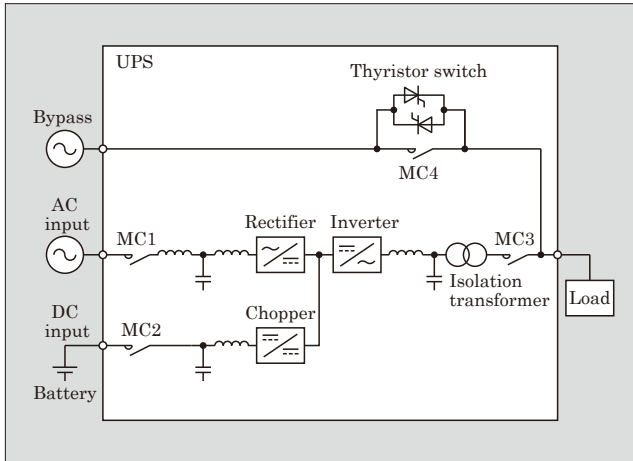 UPS
Thyristor switch
Bypass
MC4
AC
input
MC1
Rectifier
Inverter
MC3
Isolation
transformer
Load
DC
input
MC2
Chopper
Battery